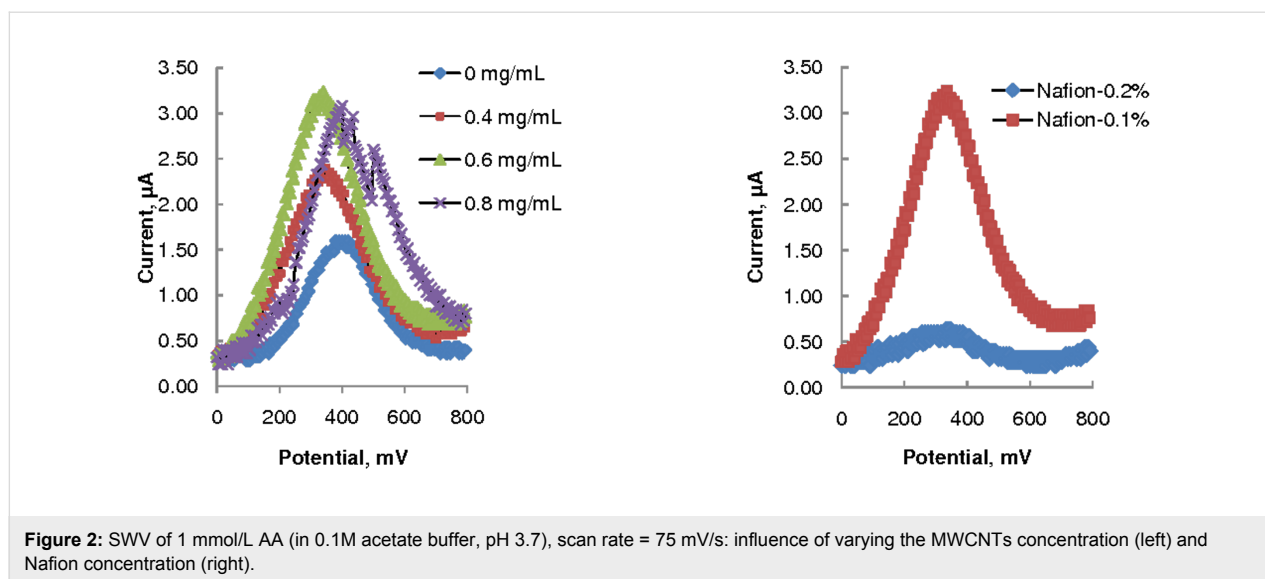 3.50
3.00
2.50
2.00
1.50
1.00
0.50
0.00
Current, µA
0 200 400 600 800
Potential, mV
0 mg/mL
0.4 mg/mL
0.6 mg/mL
0.8 mg/mL
3.50
3.00
2.50
2.00
1.50
1.00
0.50
0.00
Current, µA
0 200 400 600 800
Potential, mV
Nafion-0.2%
Nafion-0.1%
Figure 2: SWV of 1 mmol/L AA (in 0.1M acetate buffer, pH 3.7), scan rate = 75 mV/s: influence of varying the MWCNTs concentration (left) and
Nafion concentration (right).